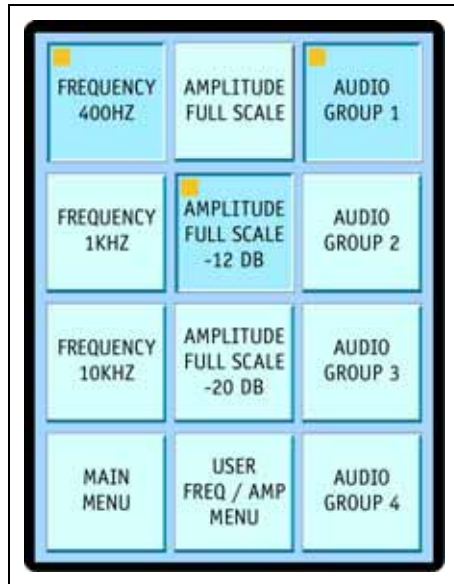 FREQUENCY
400HZ
AMPLITUDE
FULL SCALE
AUDIO
GROUP 1
FREQUENCY
1KHZ
AMPLITUDE
FULL SCALE
-12 DB
AUDIO
GROUP 2
FREQUENCY
10KHZ
AMPLITUDE
FULL SCALE
-20 DB
AUDIO
GROUP 3
MAIN
MENU
USER
FREQ / AMP
MENU
AUDIO
GROUP 4